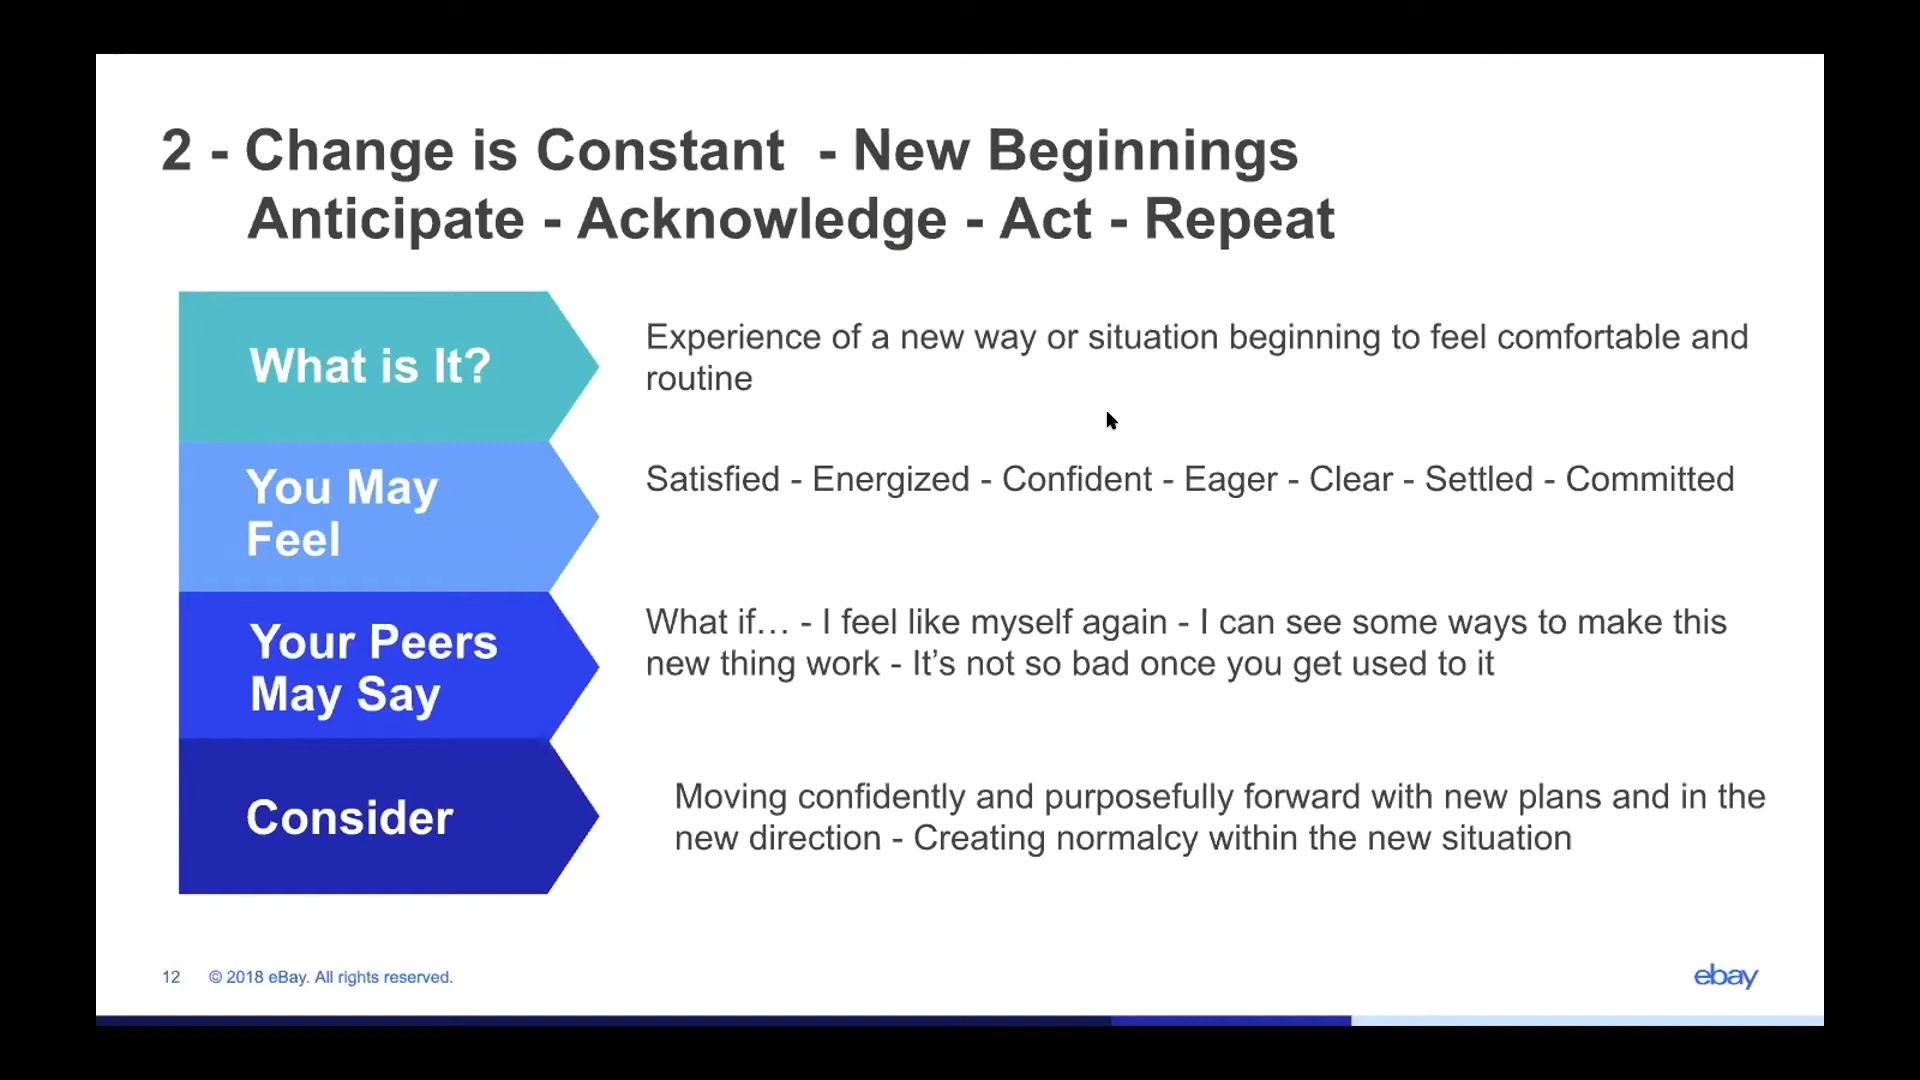 2 - Change is Constant  - New Beginnings
Anticipate - Acknowledge - Act - Repeat
What is It?
Experience of a new way or situation beginning to feel comfortable and
routine
You May
Feel
Satisfied - Energized - Confident - Eager - Clear - Settled - Committed
Your Peers
May Say
What if… - I feel like myself again - I can see some ways to make this
new thing work - It’s not so bad once you get used to it
Consider
Moving confidently and purposefully forward with new plans and in the
new direction - Creating normalcy within the new situation
12 © 2018 eBay. All rights reserved.
ebay